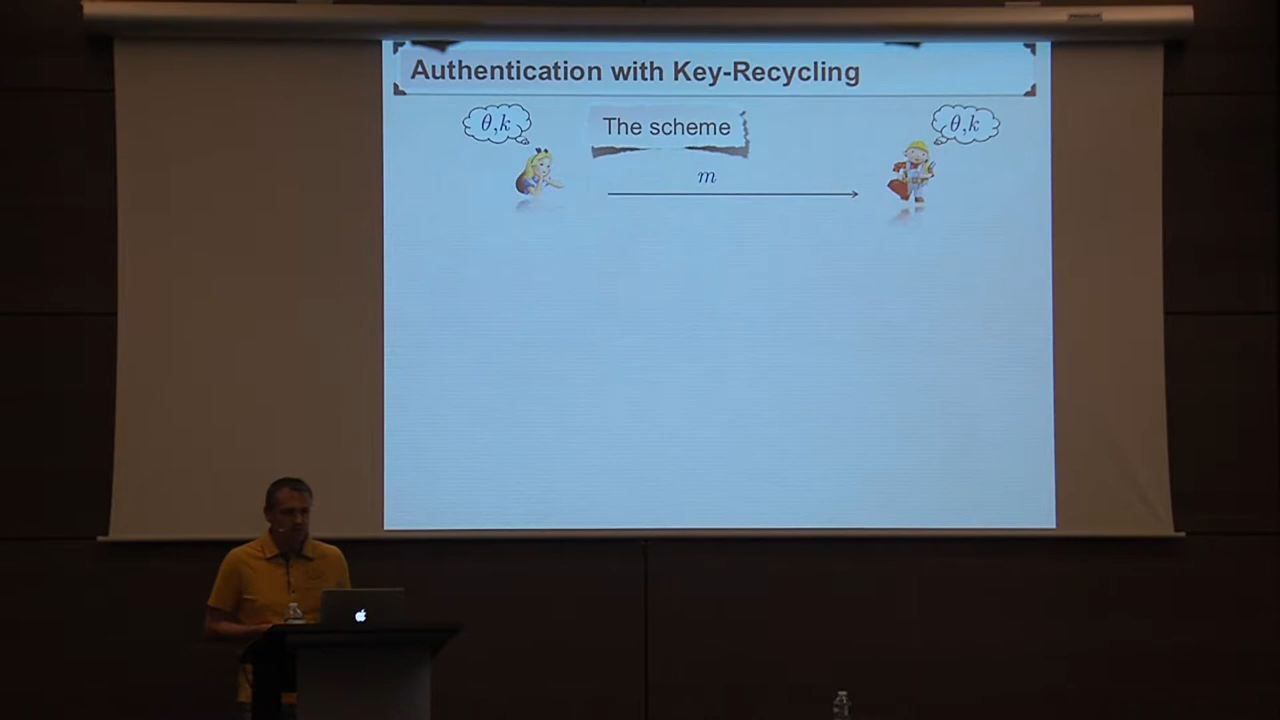 Authentication with Key-Recycling
θ,k
The scheme
θ,k
m